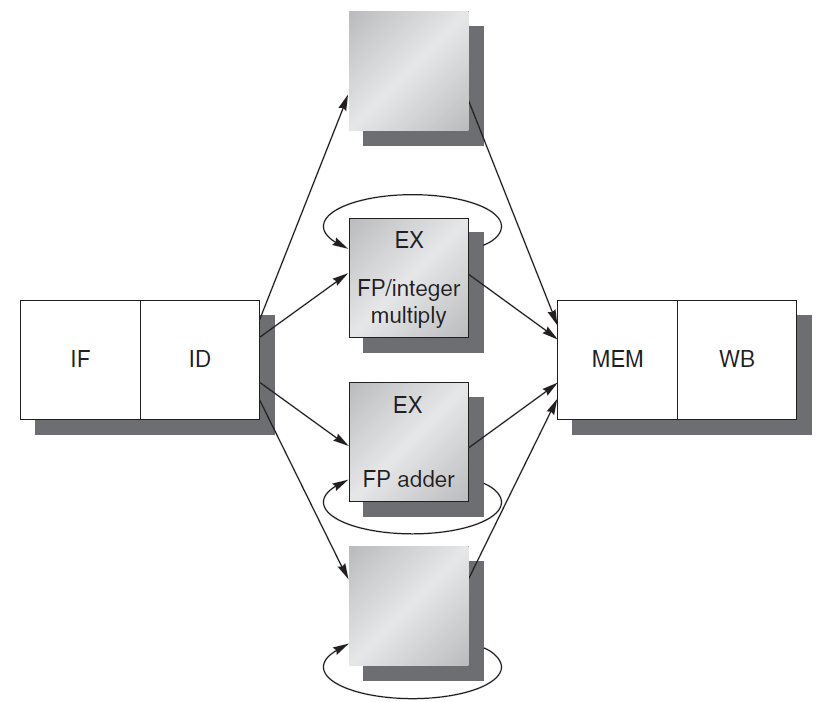 EX
FP/integer
multiply
IF
ID
MEM
WB
EX
FP adder